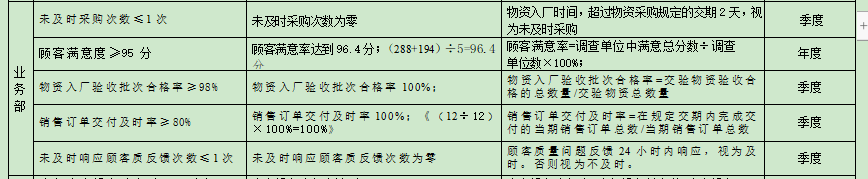 业务部
未及时采购次数≤1次
未及时采购次数为零
物资入厂时间，超过物资采购规定的交期2天，视
为未及时采购
季度
顾客满意度≥95分
顾客满意率达到96.4分；(288+194）÷5=96.4
分
顾客满意率=调查单位中满意总分数÷调查
单位数×100%；
年度
物资入厂验收批次合格率≥98%
物资入厂验收批次合格率100%；
物资入厂验收批次合格率=交验物资验收合
格的总数量/交验物资总数量
季度
销售订单交付及时率≥80%
销售订单交付及时率100%；《（12÷12）
×100%=100%》
销售订单交付及时率=在规定交期内完成交
付的当期销售订单总数/当期销售订单总数
季度
未及时响应顾客质反馈次数≤1次
未及时响应顾客质反馈次数为零
顾客质量问题反馈24小时内响应，视为及
时。否则视为不及时。
季度